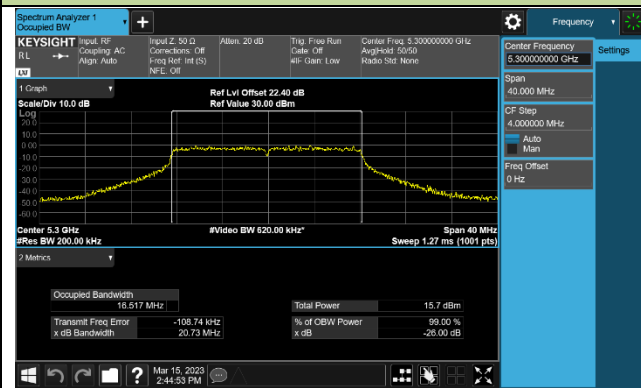 Spectrum Analyzer 1
Occupied BW
Frequency
KEYSIGHT
RL
Input: RF
Coupling: AC
Align: Auto
Input Z: 50 Ω
Corrections: Off
Freq Ref: Int (S)
NFE: Off
Atten: 20 dB
Trig: Free Run
Gate: Off
#IF Gain: Low
Center Freq: 5.300000000 GHz
Avg|Hold: 50/50
Radio Std: None
LXI
1 Graph
Scale/Div 10.0 dB
Ref Lvl Offset 22.40 dB
Ref Value 30.00 dBm
Log
20.0
10.0
0.00
-10.0
-20.0
-30.0
-40.0
-50.0
-60.0
Center 5.3 GHz
#Res BW 200.00 kHz
#Video BW 620.00 kHz*
Span 40 MHz
Sweep 1.27 ms (1001 pts)
2 Metrics
Occupied Bandwidth
16.517 MHz
Total Power
15.7 dBm
Transmit Freq Error
-108.74 kHz
% of OBW Power
99.00 %
x dB Bandwidth
20.73 MHz
x dB
-26.00 dB
Mar 15, 2023
2:44:53 PM
Center Frequency
5.300000000 GHz
Settings
Span
40.000 MHz
CF Step
4.000000 MHz
Auto
Man
Freq Offset
0 Hz